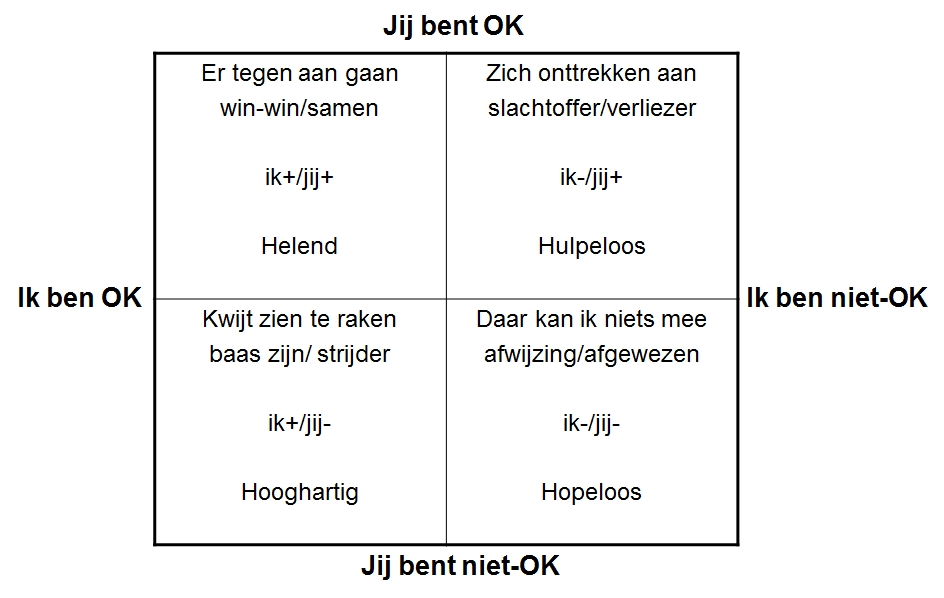 Jij bent OK
Er tegen aan gaan
win-win/samen
ik+/jij+
Helend
Zich onttrekken aan
slachtoffer/verliezer
ik-/jij+
Hulpeloos
Ik ben OK
Ik ben niet-OK
Kwijt zien te raken
baas zijn/ strijder
ik+/jij-
Hooghartig
Daar kan ik niets mee
afwijzing/afgewezen
ik-/jij-
Hopeloos
Jij bent niet-OK